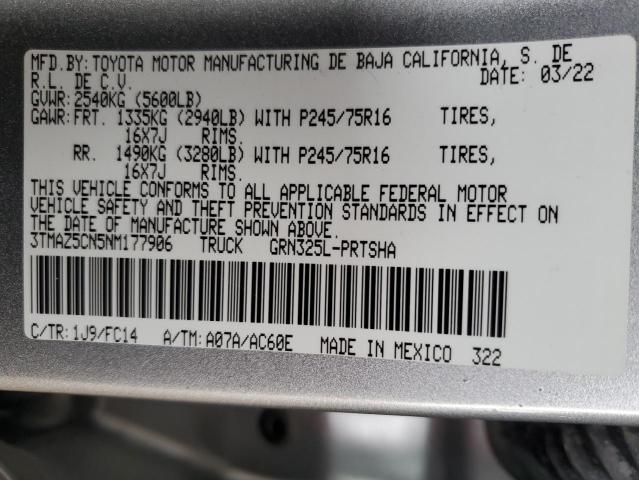 MFD.BY: TOYOTA MOTOR MANUFACTURING DE BAJA CALIFORNIA, S. DE
R.L. DE C.V. DATE: 03/22
GVWR: 2540KG (5600LB)
GAWR: FRT. 1335KG (2940LB) WITH P245/75R16 TIRES,
16X7J RIMS.
RR. 1490KG (3280LB) WITH P245/75R16 TIRES,
16X7J RIMS.
THIS VEHICLE CONFORMS TO ALL APPLICABLE FEDERAL MOTOR
VEHICLE SAFETY AND THEFT PREVENTION STANDARDS IN EFFECT ON
THE DATE OF MANUFACTURE SHOWN ABOVE.
3TMAZ5CN5NM177906 TRUCK GRN325L-PRTSHA
C/TR: 1J9/FC14 A/TM: A07A/AC60E MADE IN MEXICO 322